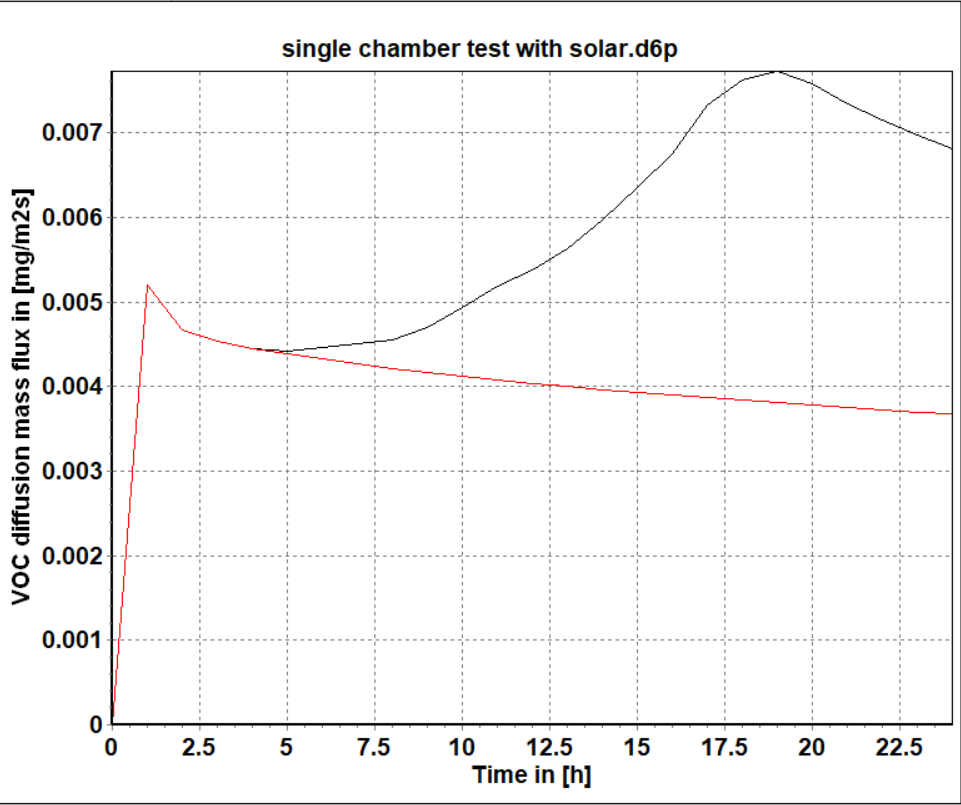 single chamber test with solar.d6p
VOC diffusion mass flux in [mg/m2s]
0.007
0.006
0.005
0.004
0.003
0.002
0.001
0
0 2.5 5 7.5 10 12.5 15 17.5 20 22.5
Time in [h]